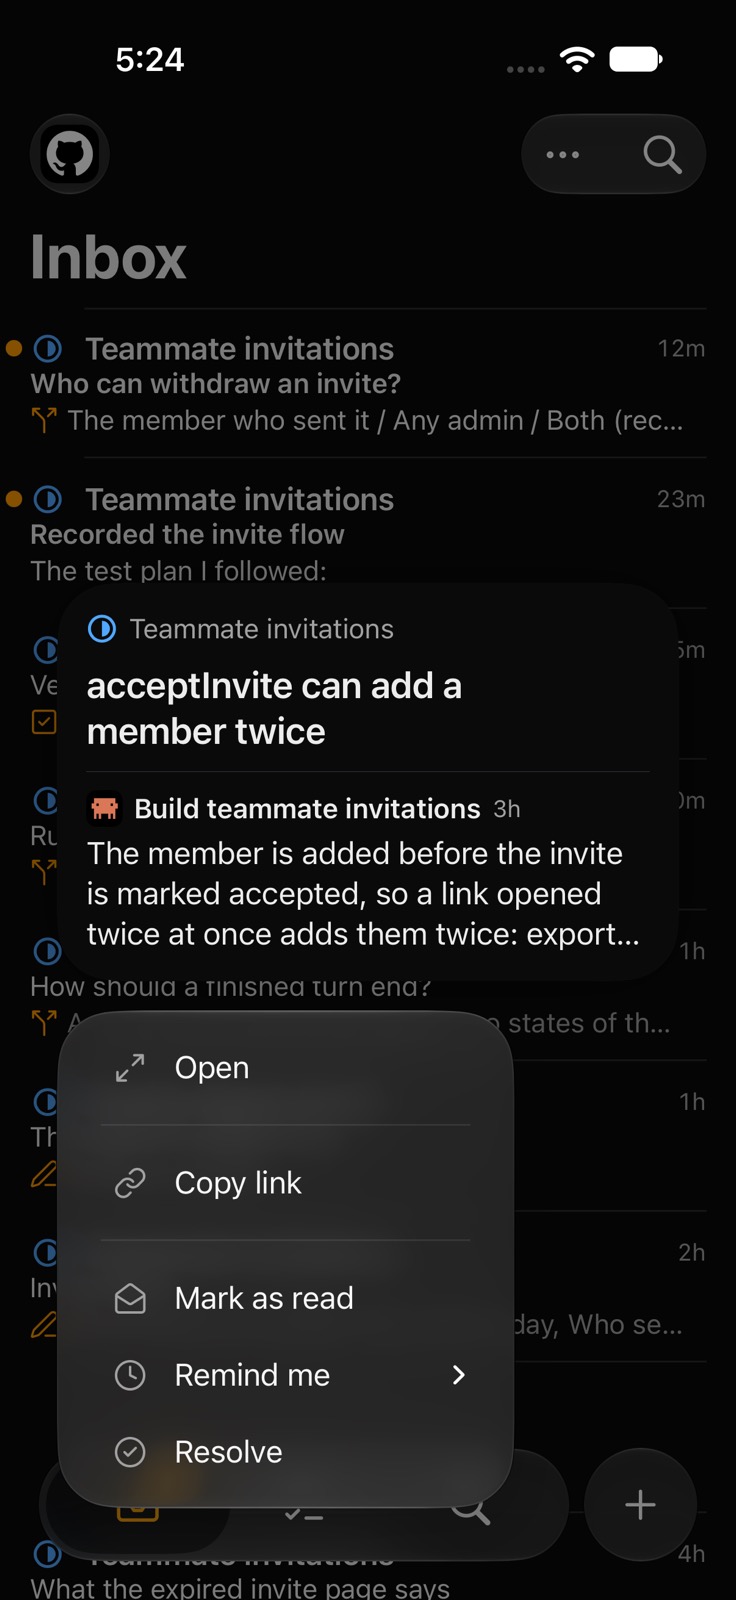 5:24
Inbox
Teammate invitations 12m
Who can withdraw an invite?
The member who sent it / Any admin / Both (rec...
Teammate invitations 23m
Recorded the invite flow
The test plan I followed:
Teammate invitations
acceptInvite can add a
member twice
Build teammate invitations 3h
The member is added before the invite
is marked accepted, so a link opened
twice at once adds them twice: export...
1h
How should a finished turn end?
states of th...
Open
1h
Copy link
2h
Mark as read
day, Who se...
Remind me
Resolve
Teammate invitations 4h
What the expired invite page says